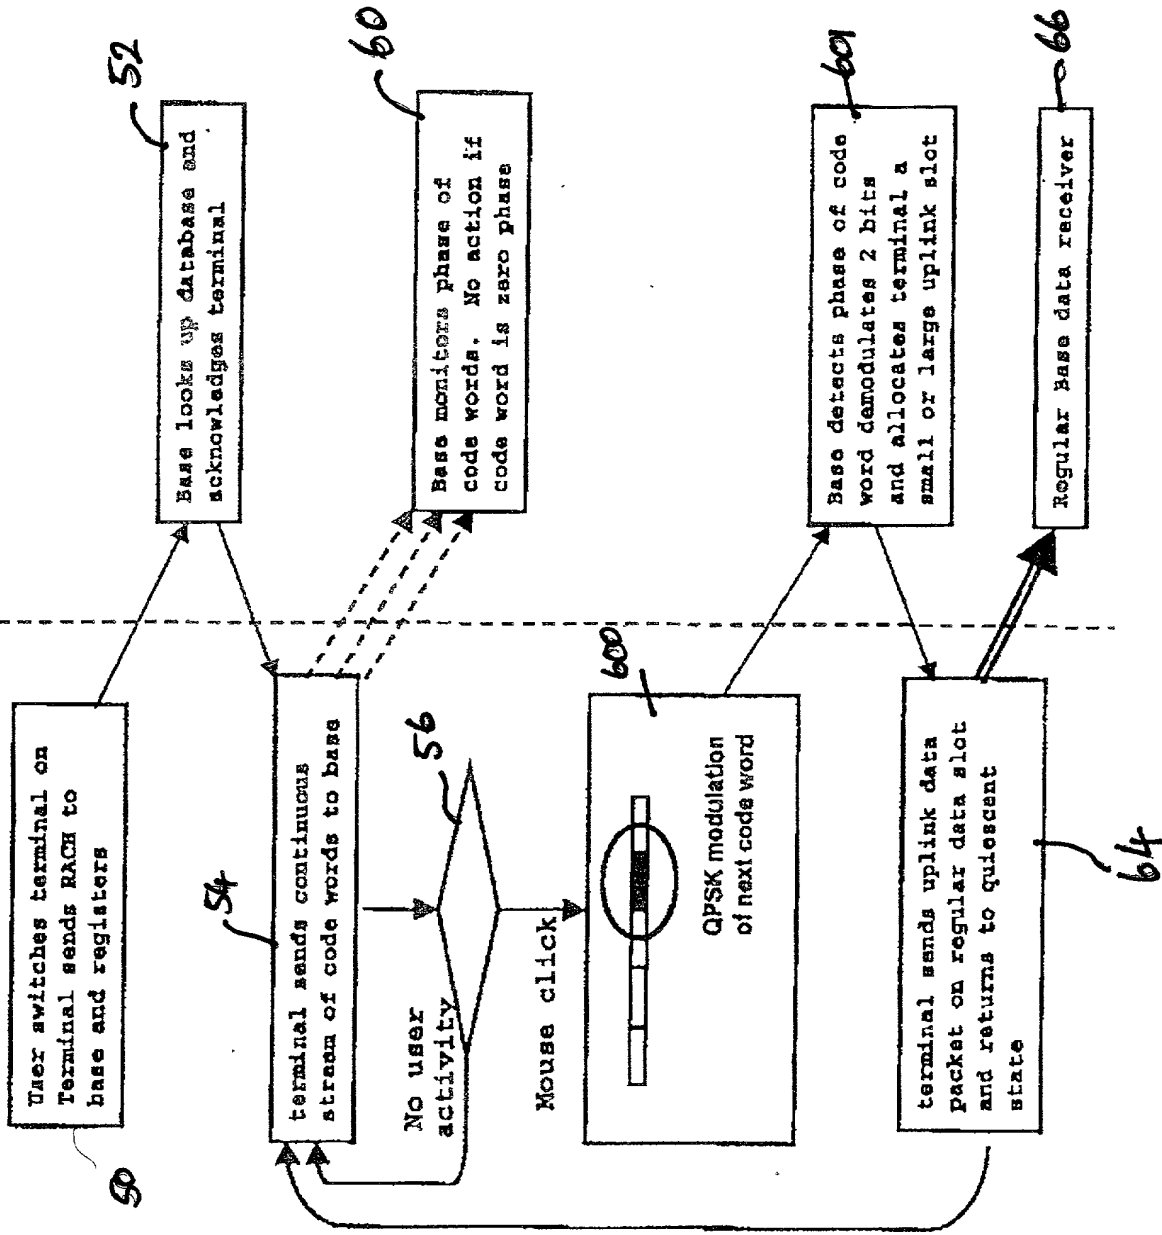 50
User switches terminal on
Terminal sends RACH to
base and registers
52
Base looks up database and
acknowledges terminal
54
terminal sends continuous
stream of code words to base
60
Base monitors phase of
code words. No action if
code word is zero phase
56
No user
activity
Mouse click
600
QPSK modulation
of next code word
601
Base detects phase of code
word demodulates 2 bits
and allocates terminal a
small or large uplink slot
terminal sends uplink data
packet on regular data slot
and returns to quiescent
state
64
66
Regular Base data receiver